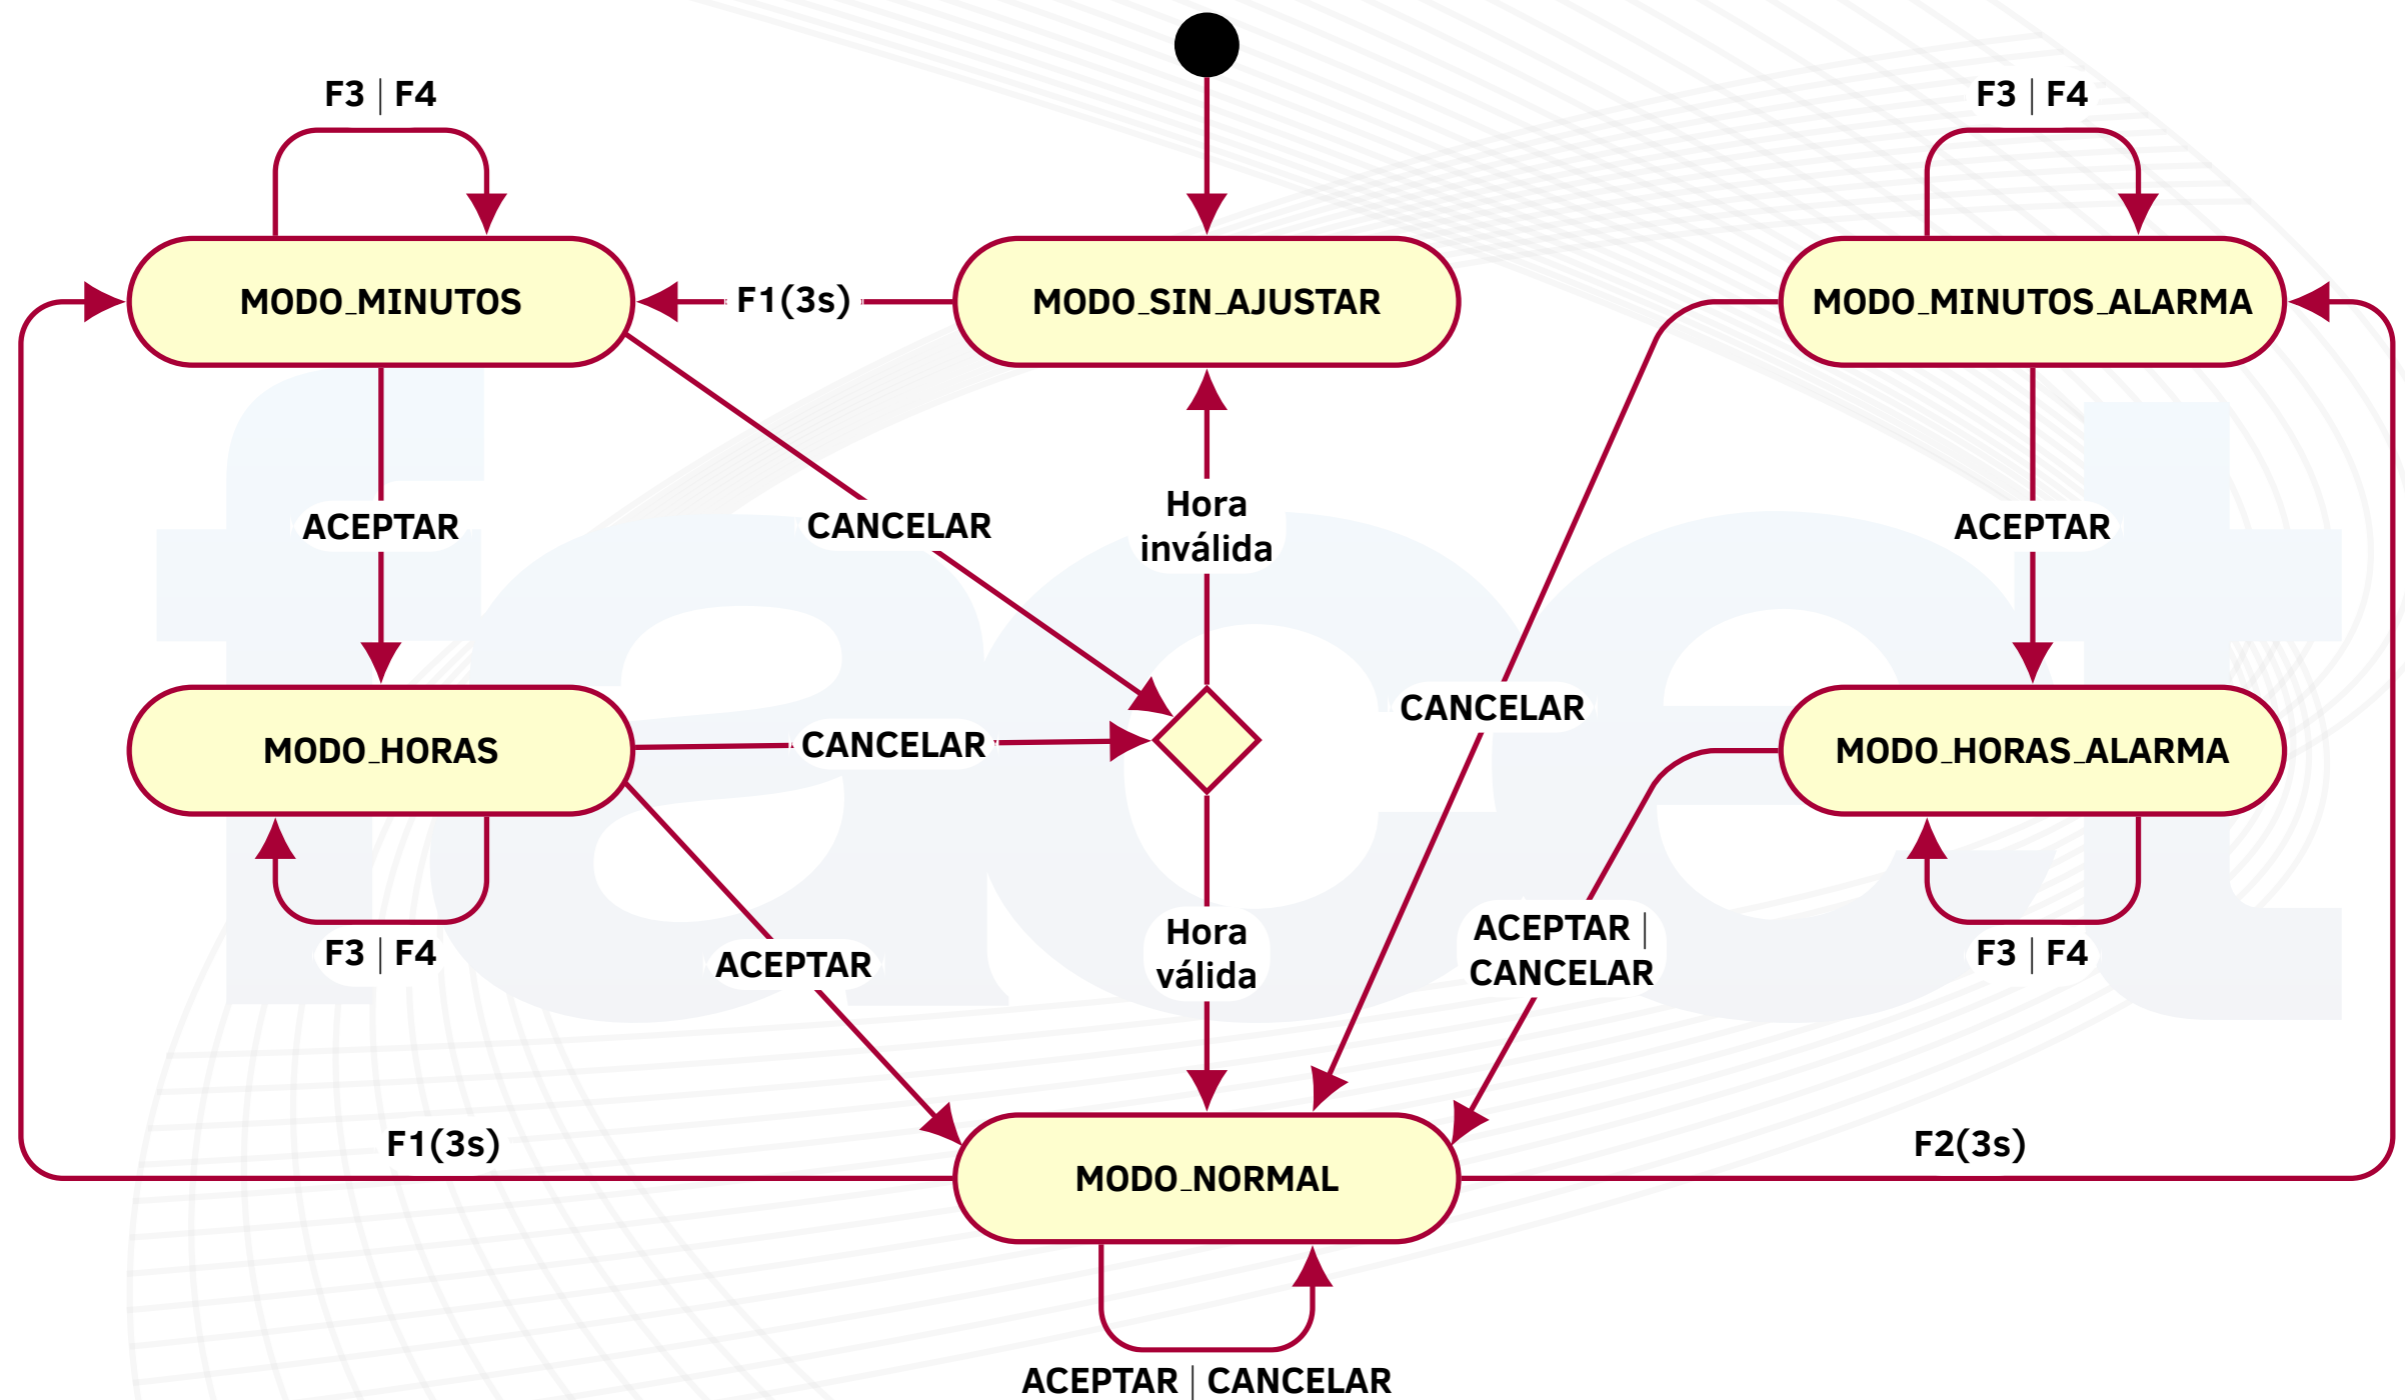 F3 | F4
F3 | F4
MODO_MINUTOS
F1(3s)
MODO_SIN_AJUSTAR
MODO_MINUTOS_ALARMA
ACEPTAR
CANCELAR
Hora
inválida
ACEPTAR
CANCELAR
MODO_HORAS
CANCELAR
MODO_HORAS_ALARMA
F3 | F4
ACEPTAR
Hora
válida
ACEPTAR |
CANCELAR
F3 | F4
F1(3s)
MODO_NORMAL
F2(3s)
ACEPTAR | CANCELAR
facet